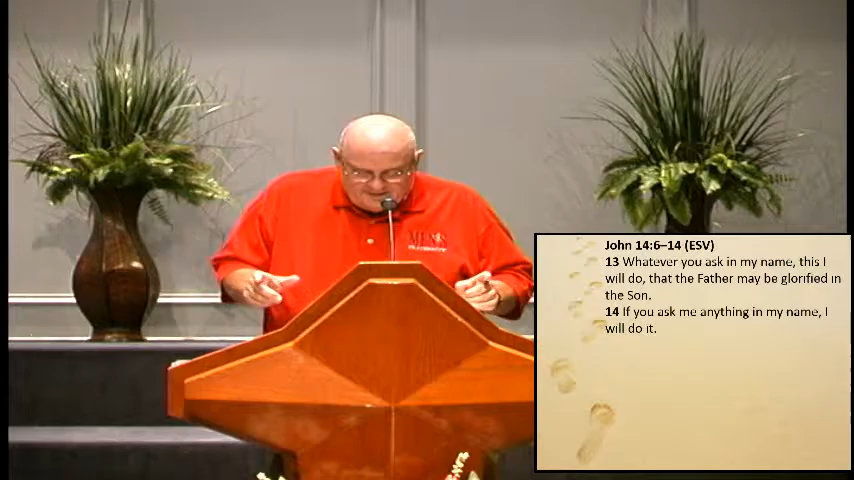 John 14:6–14 (ESV)
13 Whatever you ask in my name, this I
will do, that the Father may be glorified in
the Son.
14 If you ask me anything in my name, I
will do it.